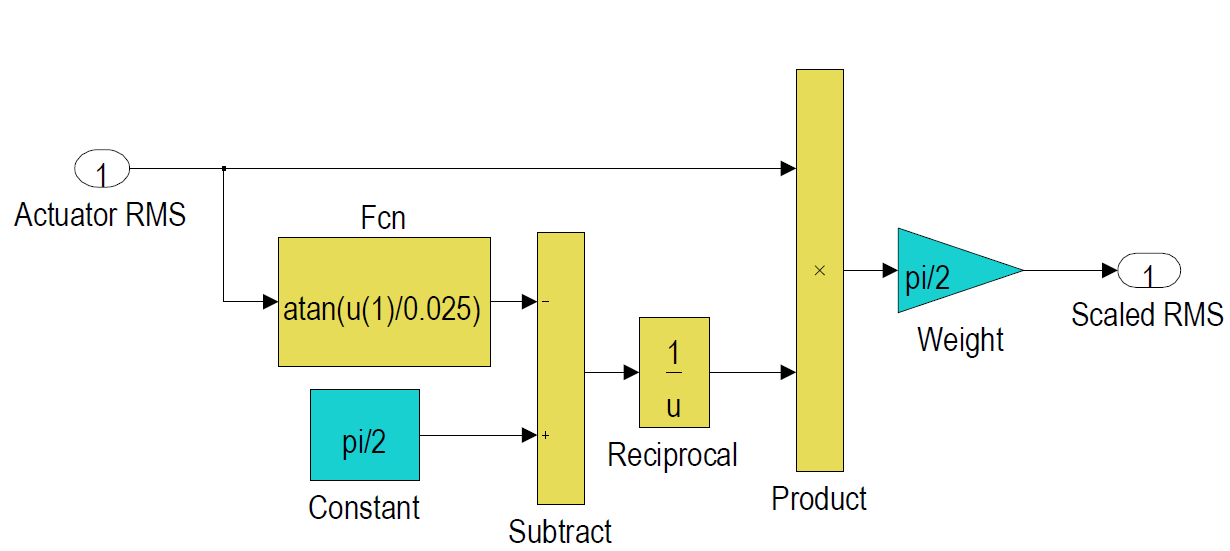 1
Actuator RMS
Fcn
atan(u(1)/0.025)
−
pi/2
+
Constant
Subtract
1
u
Reciprocal
×
Product
pi/2
Weight
1
Scaled RMS